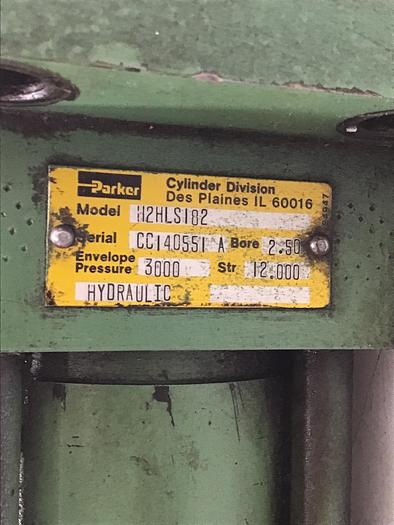 Parker Cylinder Division
Des Plaines IL 60016
Model H2HLS182
Serial CC140551 A Bore 2.50
Envelope
Pressure 3000 Str 12.000
HYDRAULIC